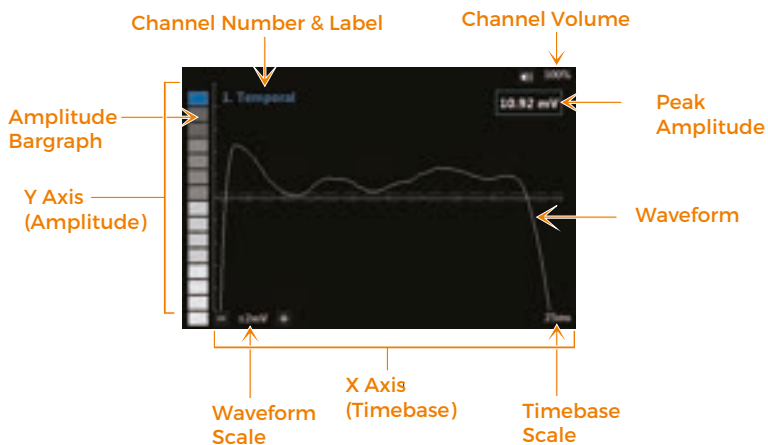 Channel Number & Label
Channel Volume
100%
1. Temporal
10.92 mV
Peak
Amplitude
Amplitude
Bargraph
Y Axis
(Amplitude)
Waveform
±2mV
25ms
X Axis
(Timebase)
Waveform
Scale
Timebase
Scale